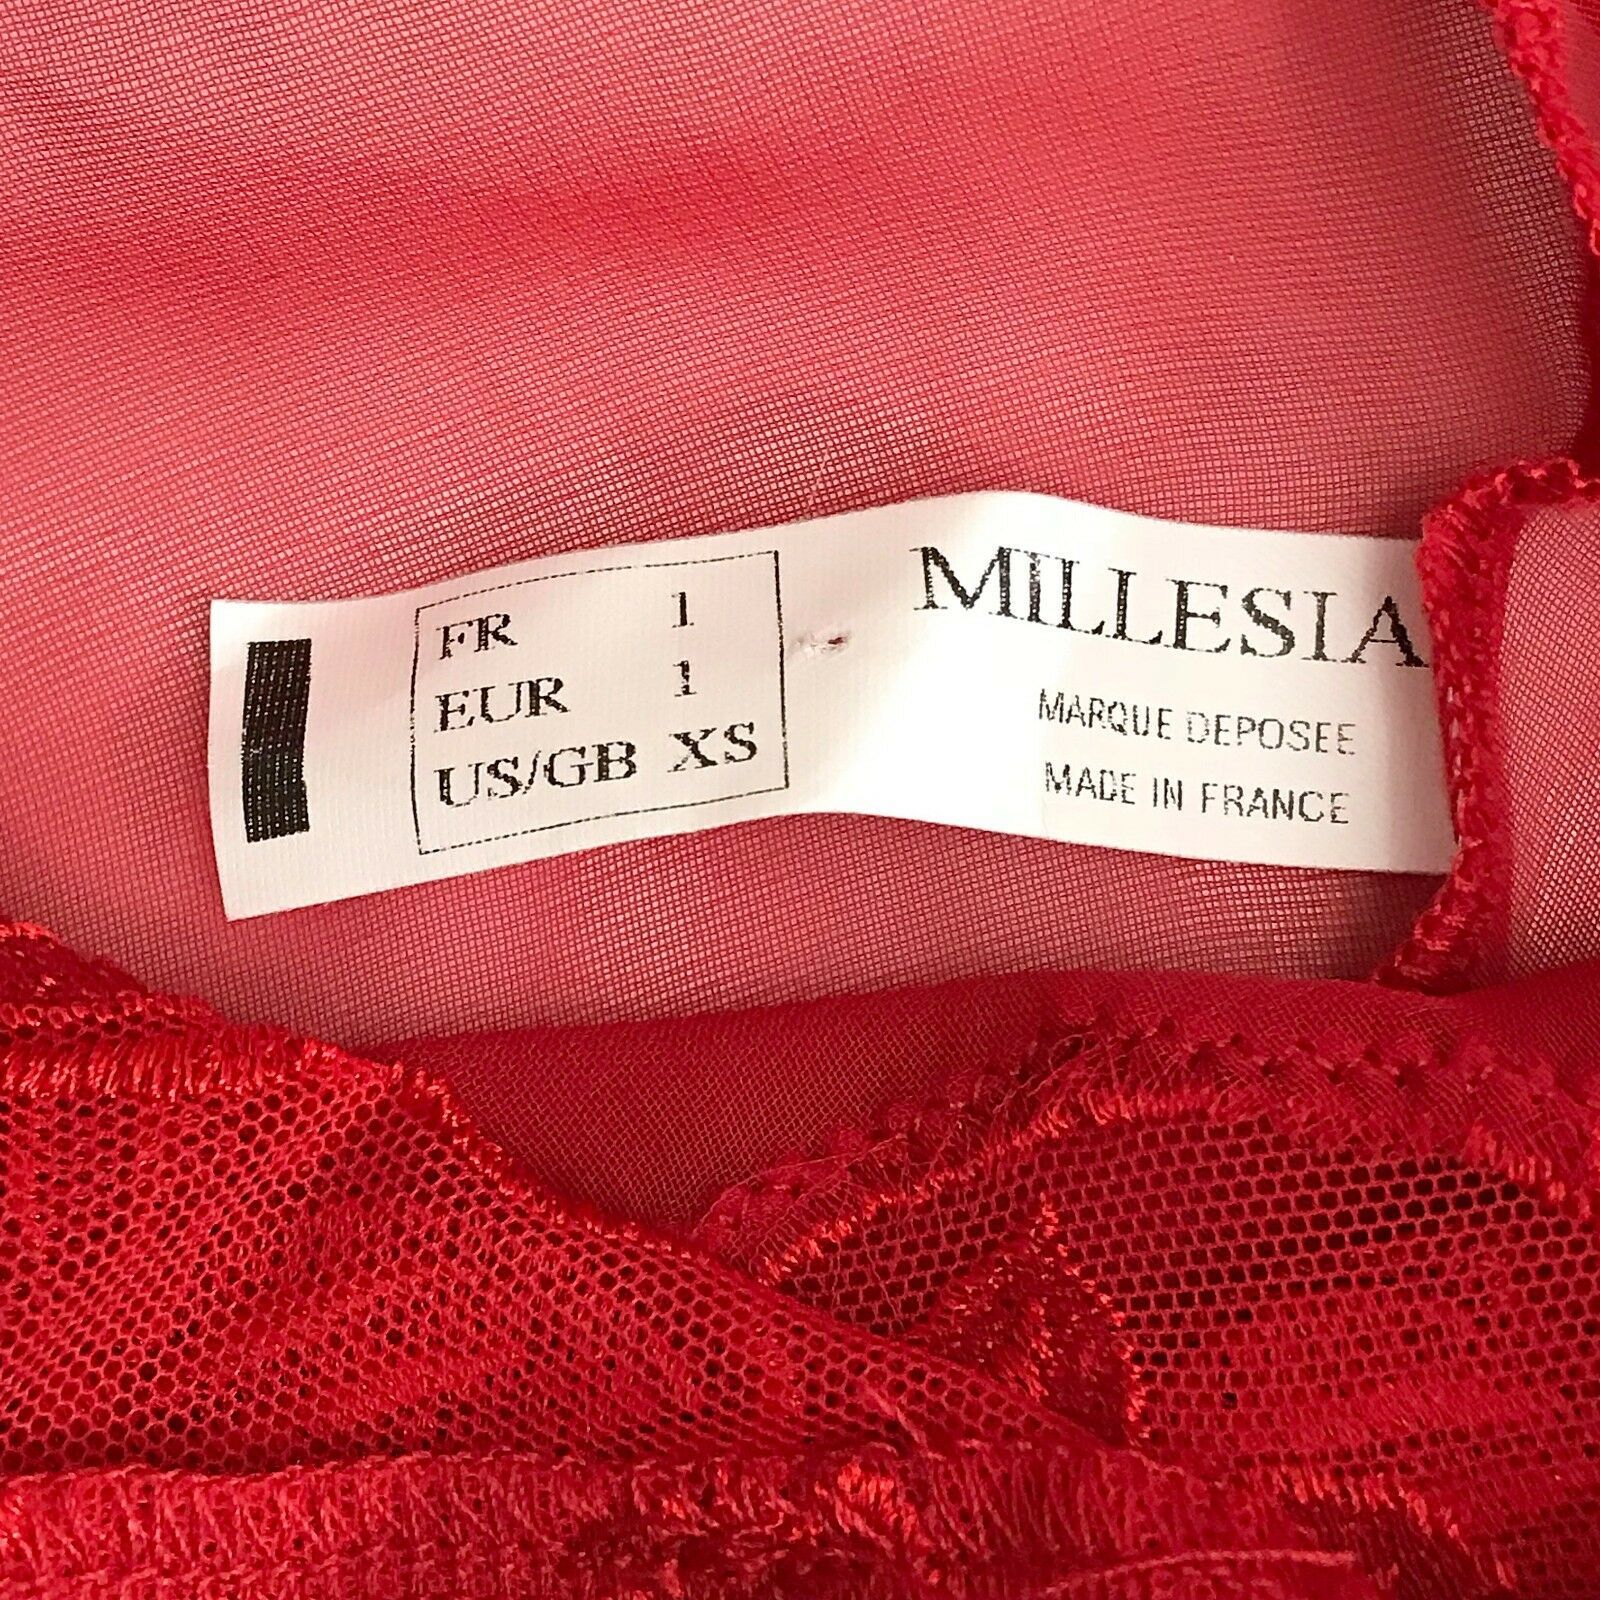 FR 1
EUR 1
US/GB XS
MILLESIA
MARQUE DEPOSEE
MADE IN FRANCE